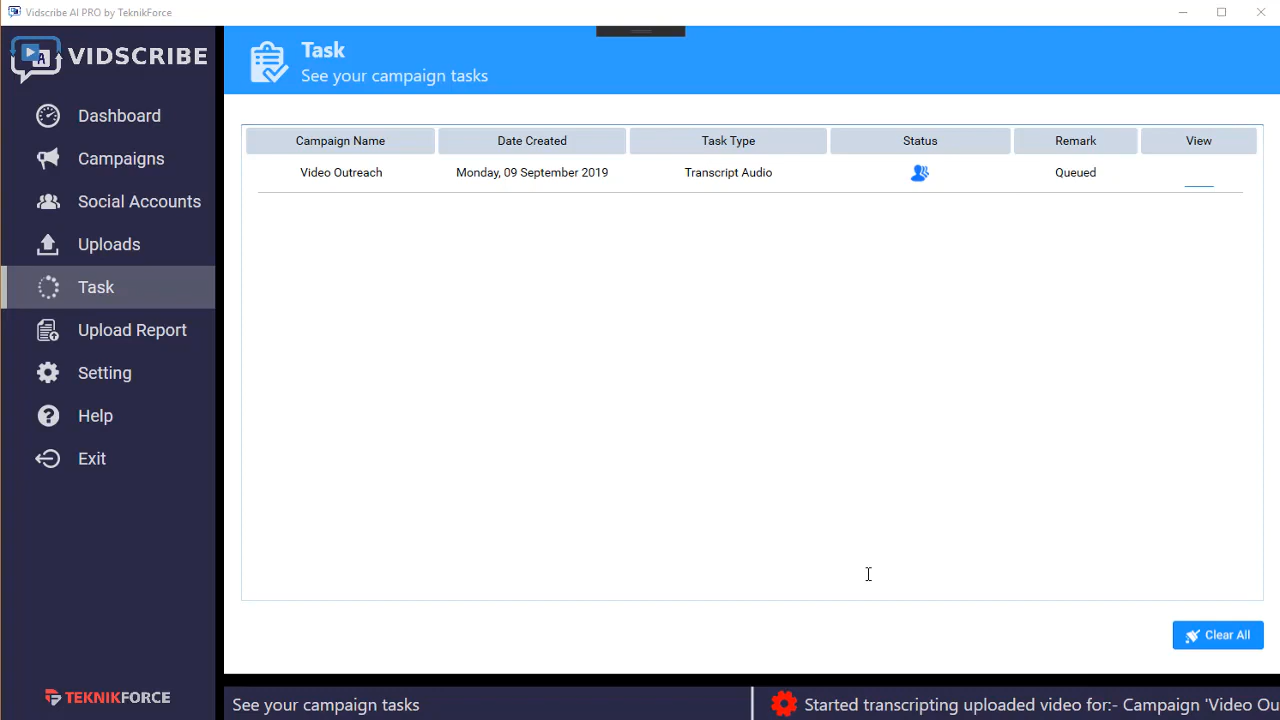 Vidscribe AI PRO by TeknikForce
VIDSCRIBE
Dashboard
Campaigns
Social Accounts
Uploads
Task
Upload Report
Setting
Help
Exit
TEKNIKFORCE
Task
See your campaign tasks
Campaign Name Date Created Task Type Status Remark View
Video Outreach Monday, 09 September 2019 Transcript Audio Queued
Clear All
See your campaign tasks
Started transcripting uploaded video for:- Campaign 'Video Ou